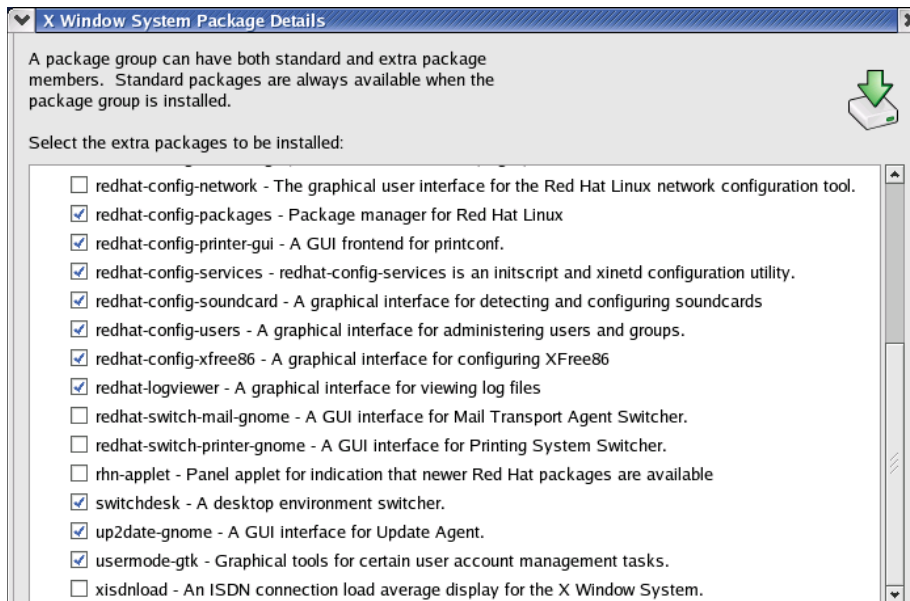 X Window System Package Details
A package group can have both standard and extra package
members. Standard packages are always available when the
package group is installed.
Select the extra packages to be installed:
redhat-config-network - The graphical user interface for the Red Hat Linux network configuration tool.
redhat-config-packages - Package manager for Red Hat Linux
redhat-config-printer-gui - A GUI frontend for printconf.
redhat-config-services - redhat-config-services is an initscript and xinetd configuration utility.
redhat-config-soundcard - A graphical interface for detecting and configuring soundcards
redhat-config-users - A graphical interface for administering users and groups.
redhat-config-xfree86 - A graphical interface for configuring XFree86
redhat-logviewer - A graphical interface for viewing log files
redhat-switch-mail-gnome - A GUI interface for Mail Transport Agent Switcher.
redhat-switch-printer-gnome - A GUI interface for Printing System Switcher.
rhn-applet - Panel applet for indication that newer Red Hat packages are available
switchdesk - A desktop environment switcher.
up2date-gnome - A GUI interface for Update Agent.
usermode-gtk - Graphical tools for certain user account management tasks.
xisdnload - An ISDN connection load average display for the X Window System.